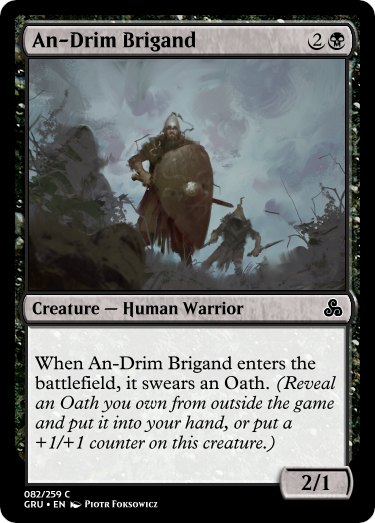 An-Drim Brigand 2
Creature — Human Warrior
When An-Drim Brigand enters the
battlefield, it swears an Oath. (Reveal
an Oath you own from outside the game
and put it into your hand, or put a
+1/+1 counter on this creature.)
2/1
082/259 C
GRU • EN Piotr Foksowicz